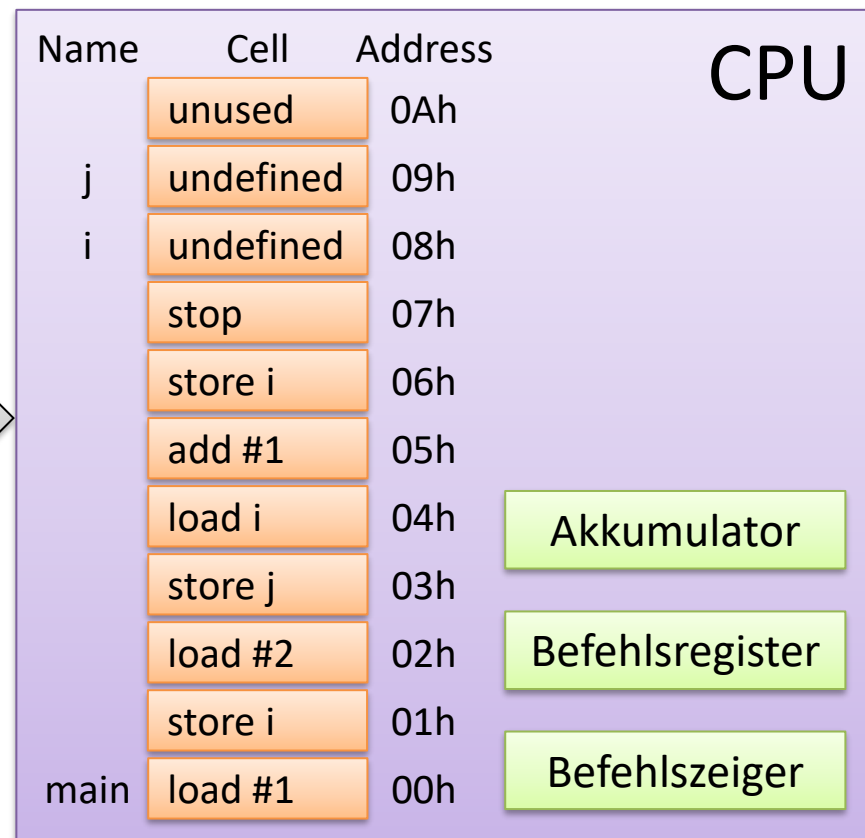 Name Cell Address
CPU
unused 0Ah
j undefined 09h
i undefined 08h
stop 07h
store i 06h
add #1 05h
load i 04h
Akkumulator
store j 03h
load #2 02h
Befehlsregister
store i 01h
main load #1 00h
Befehlszeiger